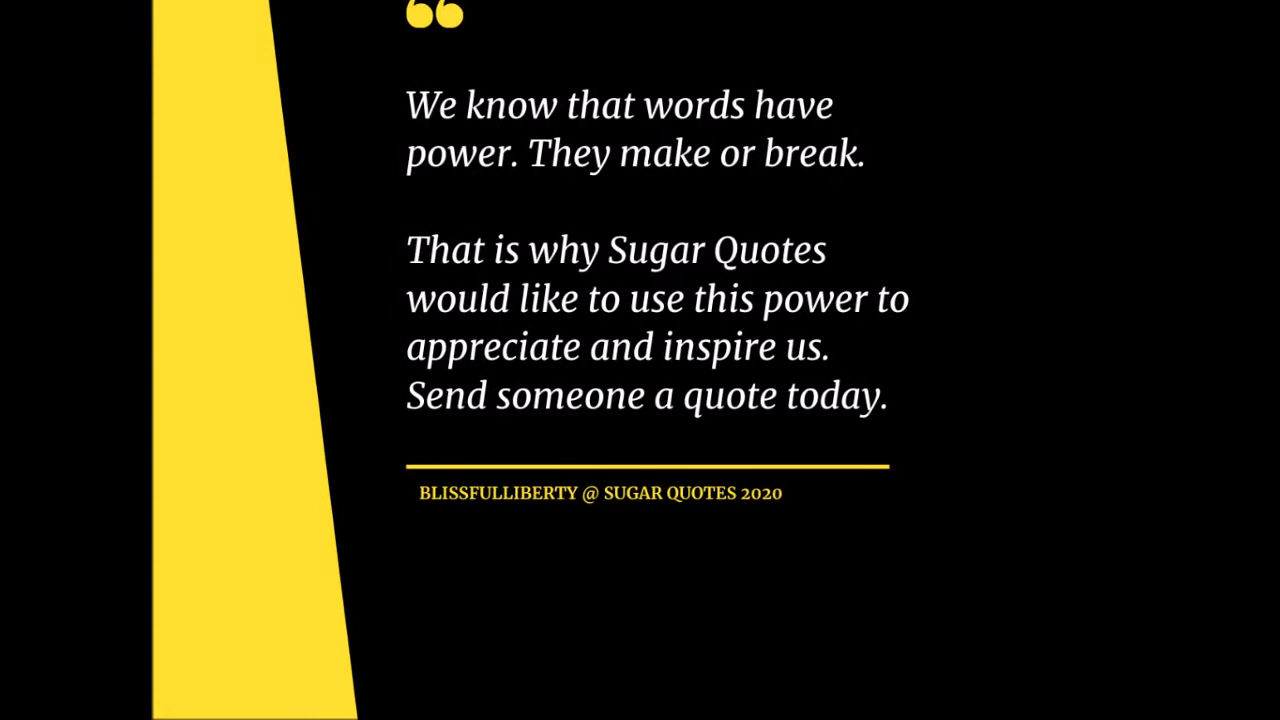 “
We know that words have
power. They make or break.
That is why Sugar Quotes
would like to use this power to
appreciate and inspire us.
Send someone a quote today.
BLISSFULLIBERTY @ SUGAR QUOTES 2020